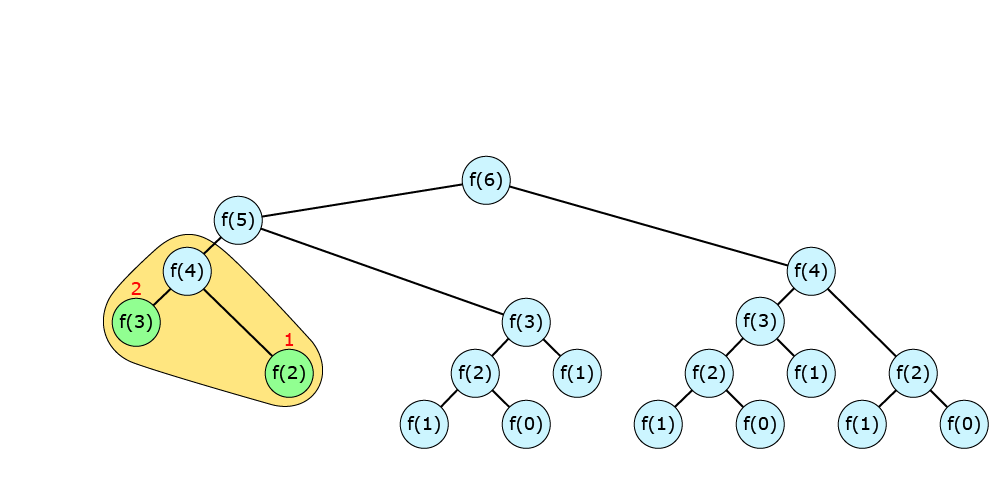 f(6)
f(5)
f(4) f(4)
2
f(3) f(3) f(3)
1
f(2) f(2) f(1) f(2) f(1) f(2)
f(1) f(0) f(1) f(0) f(1) f(0)